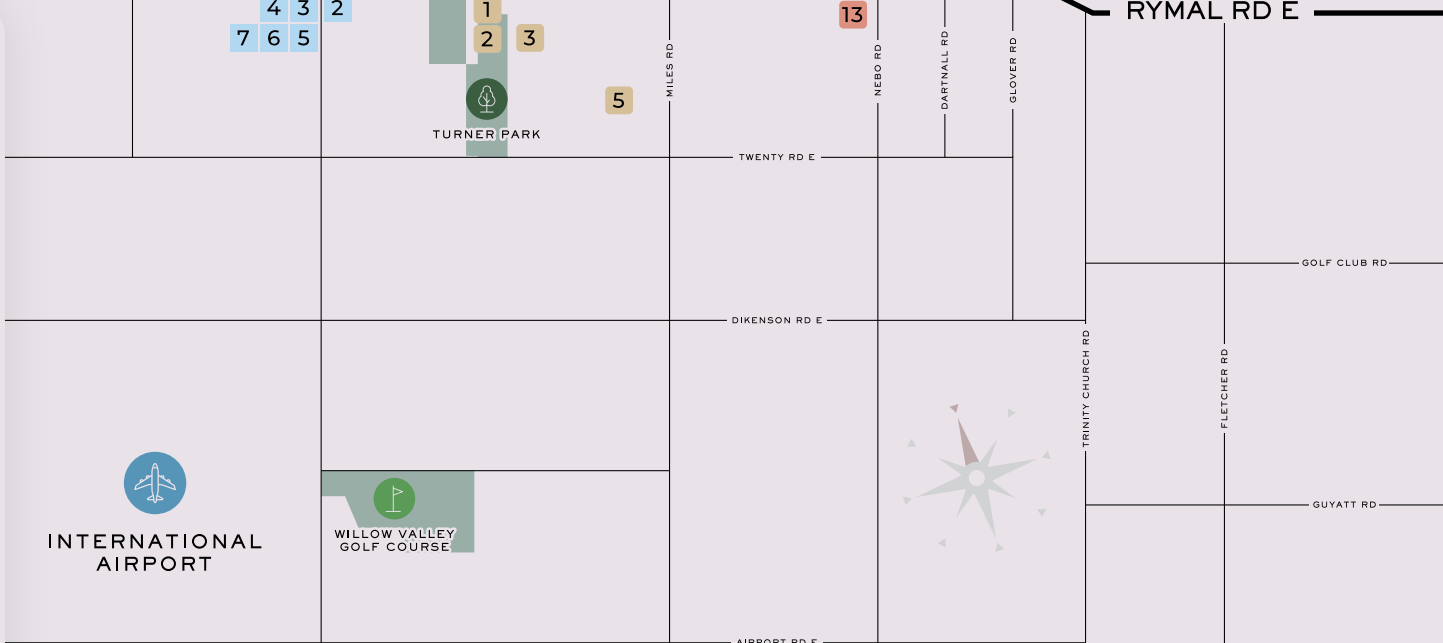 4 3 2
1
13
RYMAL RD E
7 6 5
2
3
MILES RD
NEBO RD
DARTNALL RD
GLOVER RD
5
TURNER PARK
TWENTY RD E
GOLF CLUB RD
DIKENSON RD E
TRINITY CHURCH RD
FLETCHER RD
GUYATT RD
INTERNATIONAL
AIRPORT
WILLOW VALLEY
GOLF COURSE
AIRPORT RD E